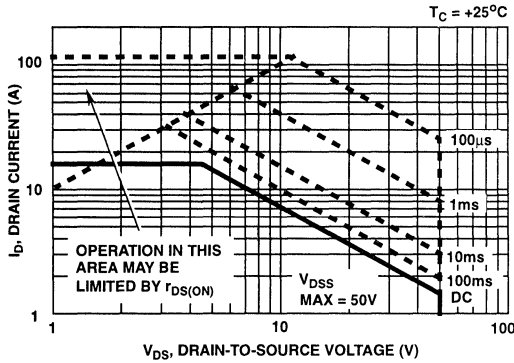 T_C = +25°C
100
10
1
I_D, DRAIN CURRENT (A)
100μs
1ms
10ms
100ms
DC
OPERATION IN THIS
AREA MAY BE
LIMITED BY r_DS(ON)
V_DSS
MAX = 50V
1
10
100
V_DS, DRAIN-TO-SOURCE VOLTAGE (V)